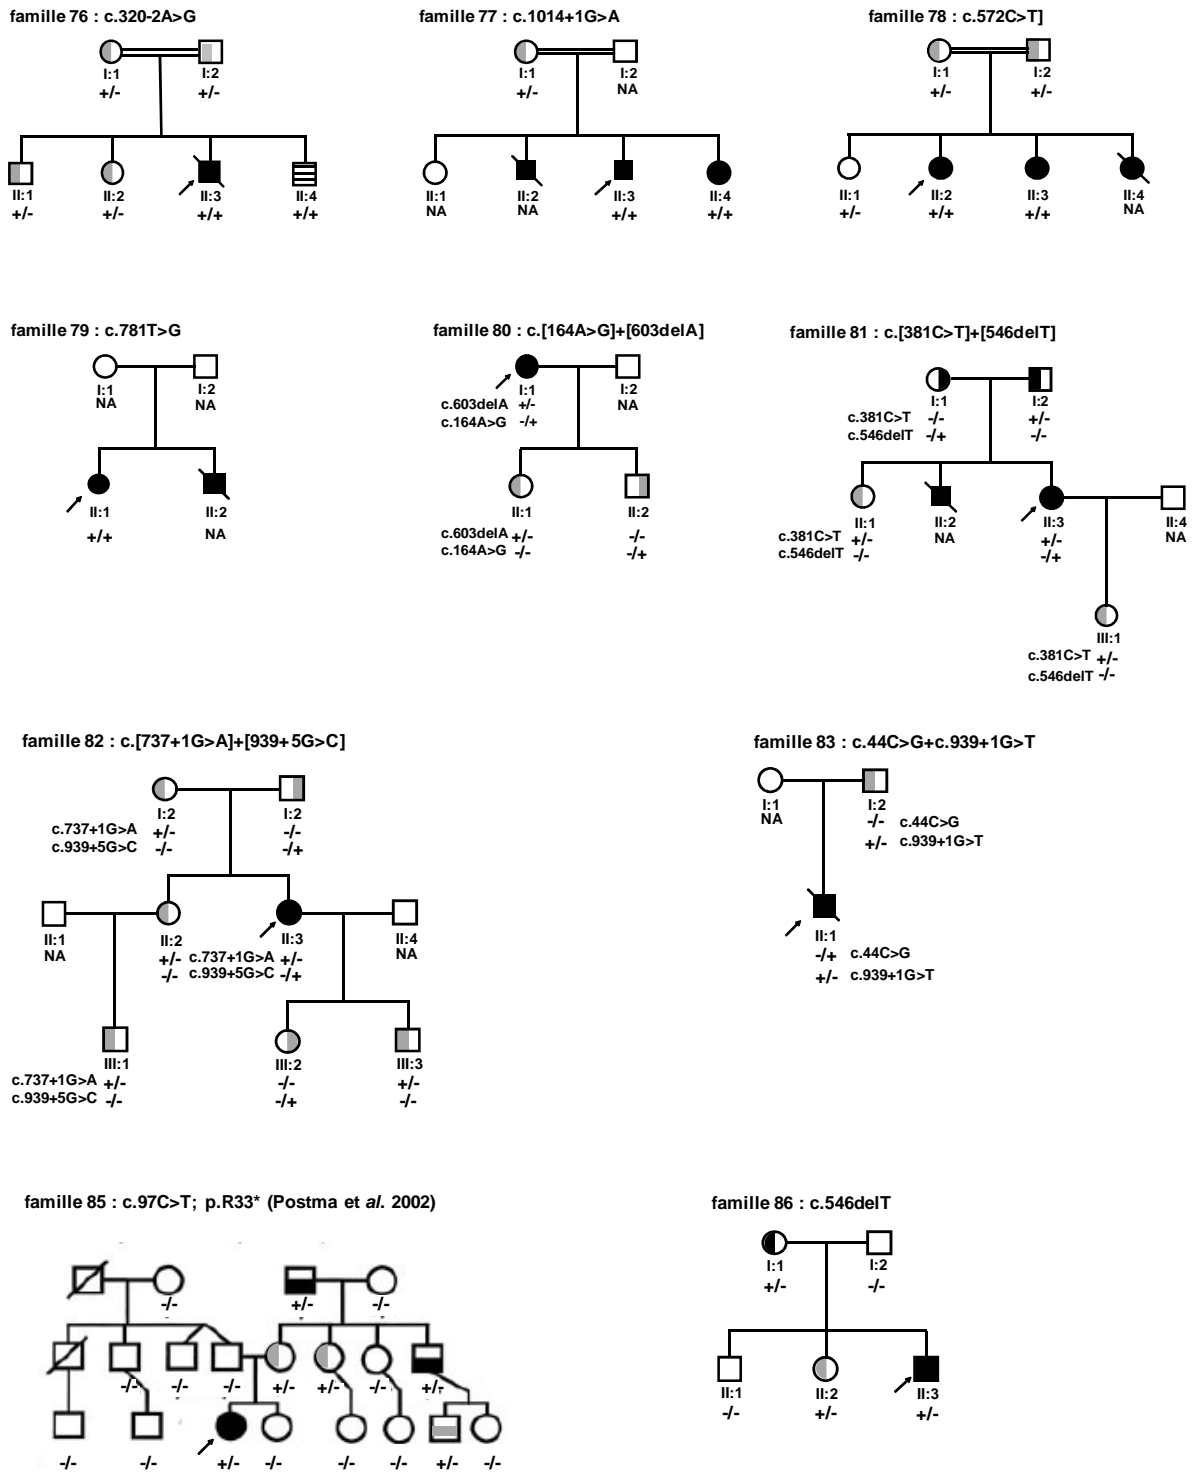 famille 76 : c.320-2A>G
famille 77 : c.1014+1G>A
famille 78 : c.572C>T]
I:1 I:2
+/- +/-
II:1 II:2 II:3 II:4
+/- +/- +/+ +/+
I:1 I:2
+/- NA
II:1 II:2 II:3 II:4
NA NA +/+ +/+
I:1 I:2
+/- +/-
II:1 II:2 II:3 II:4
+/- +/+ +/+ NA
famille 79 : c.781T>G
famille 80 : c.[164A>G]+[603delA]
famille 81 : c.[381C>T]+[546delT]
I:1 I:2
NA NA
II:1 II:2
+/+ NA
I:1 I:2
c.603delA +/- NA
c.164A>G -/+
II:1 II:2
c.603delA +/- -/-
c.164A>G -/- -/+
I:1 I:2
c.381C>T -/- +/-
c.546delT -/+ -/-
II:1 II:2 II:3 II:4
c.381C>T +/- NA +/- NA
c.546delT -/- -/+
III:1
c.381C>T +/-
c.546delT -/-
famille 82 : c.[737+1G>A]+[939+5G>C]
famille 83 : c.44C>G+c.939+1G>T
I:2 I:2
c.737+1G>A +/- -/-
c.939+5G>C -/- -/+
II:1 II:2 II:3 II:4
NA +/- c.737+1G>A +/- NA
-/- c.939+5G>C -/+
III:1 III:2 III:3
c.737+1G>A +/- -/- +/-
c.939+5G>C -/- -/+ -/-
I:1 I:2
NA -/- c.44C>G
+/- c.939+1G>T
II:1
-/+ c.44C>G
+/- c.939+1G>T
famille 85 : c.97C>T; p.R33* (Postma et al. 2002)
famille 86 : c.546delT
-/- +/- -/-
-/- -/- -/- +/- +/- -/- +/-
-/- -/- +/- -/- -/- -/- +/- -/-
I:1 I:2
+/- -/-
II:1 II:2 II:3
-/- +/- +/-